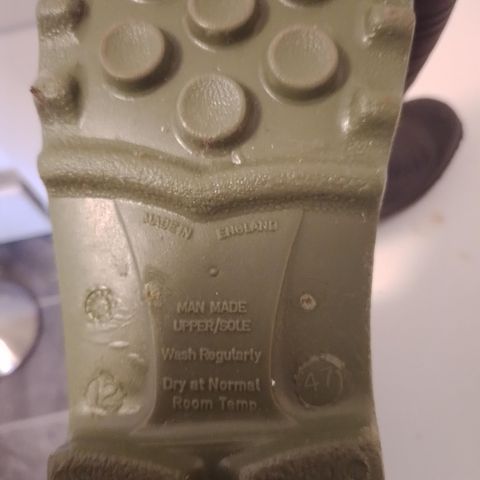 MADE IN ENGLAND
MAN MADE
UPPER/SOLE
Wash Regularly
Dry at Normal
Room Temp.
12
47